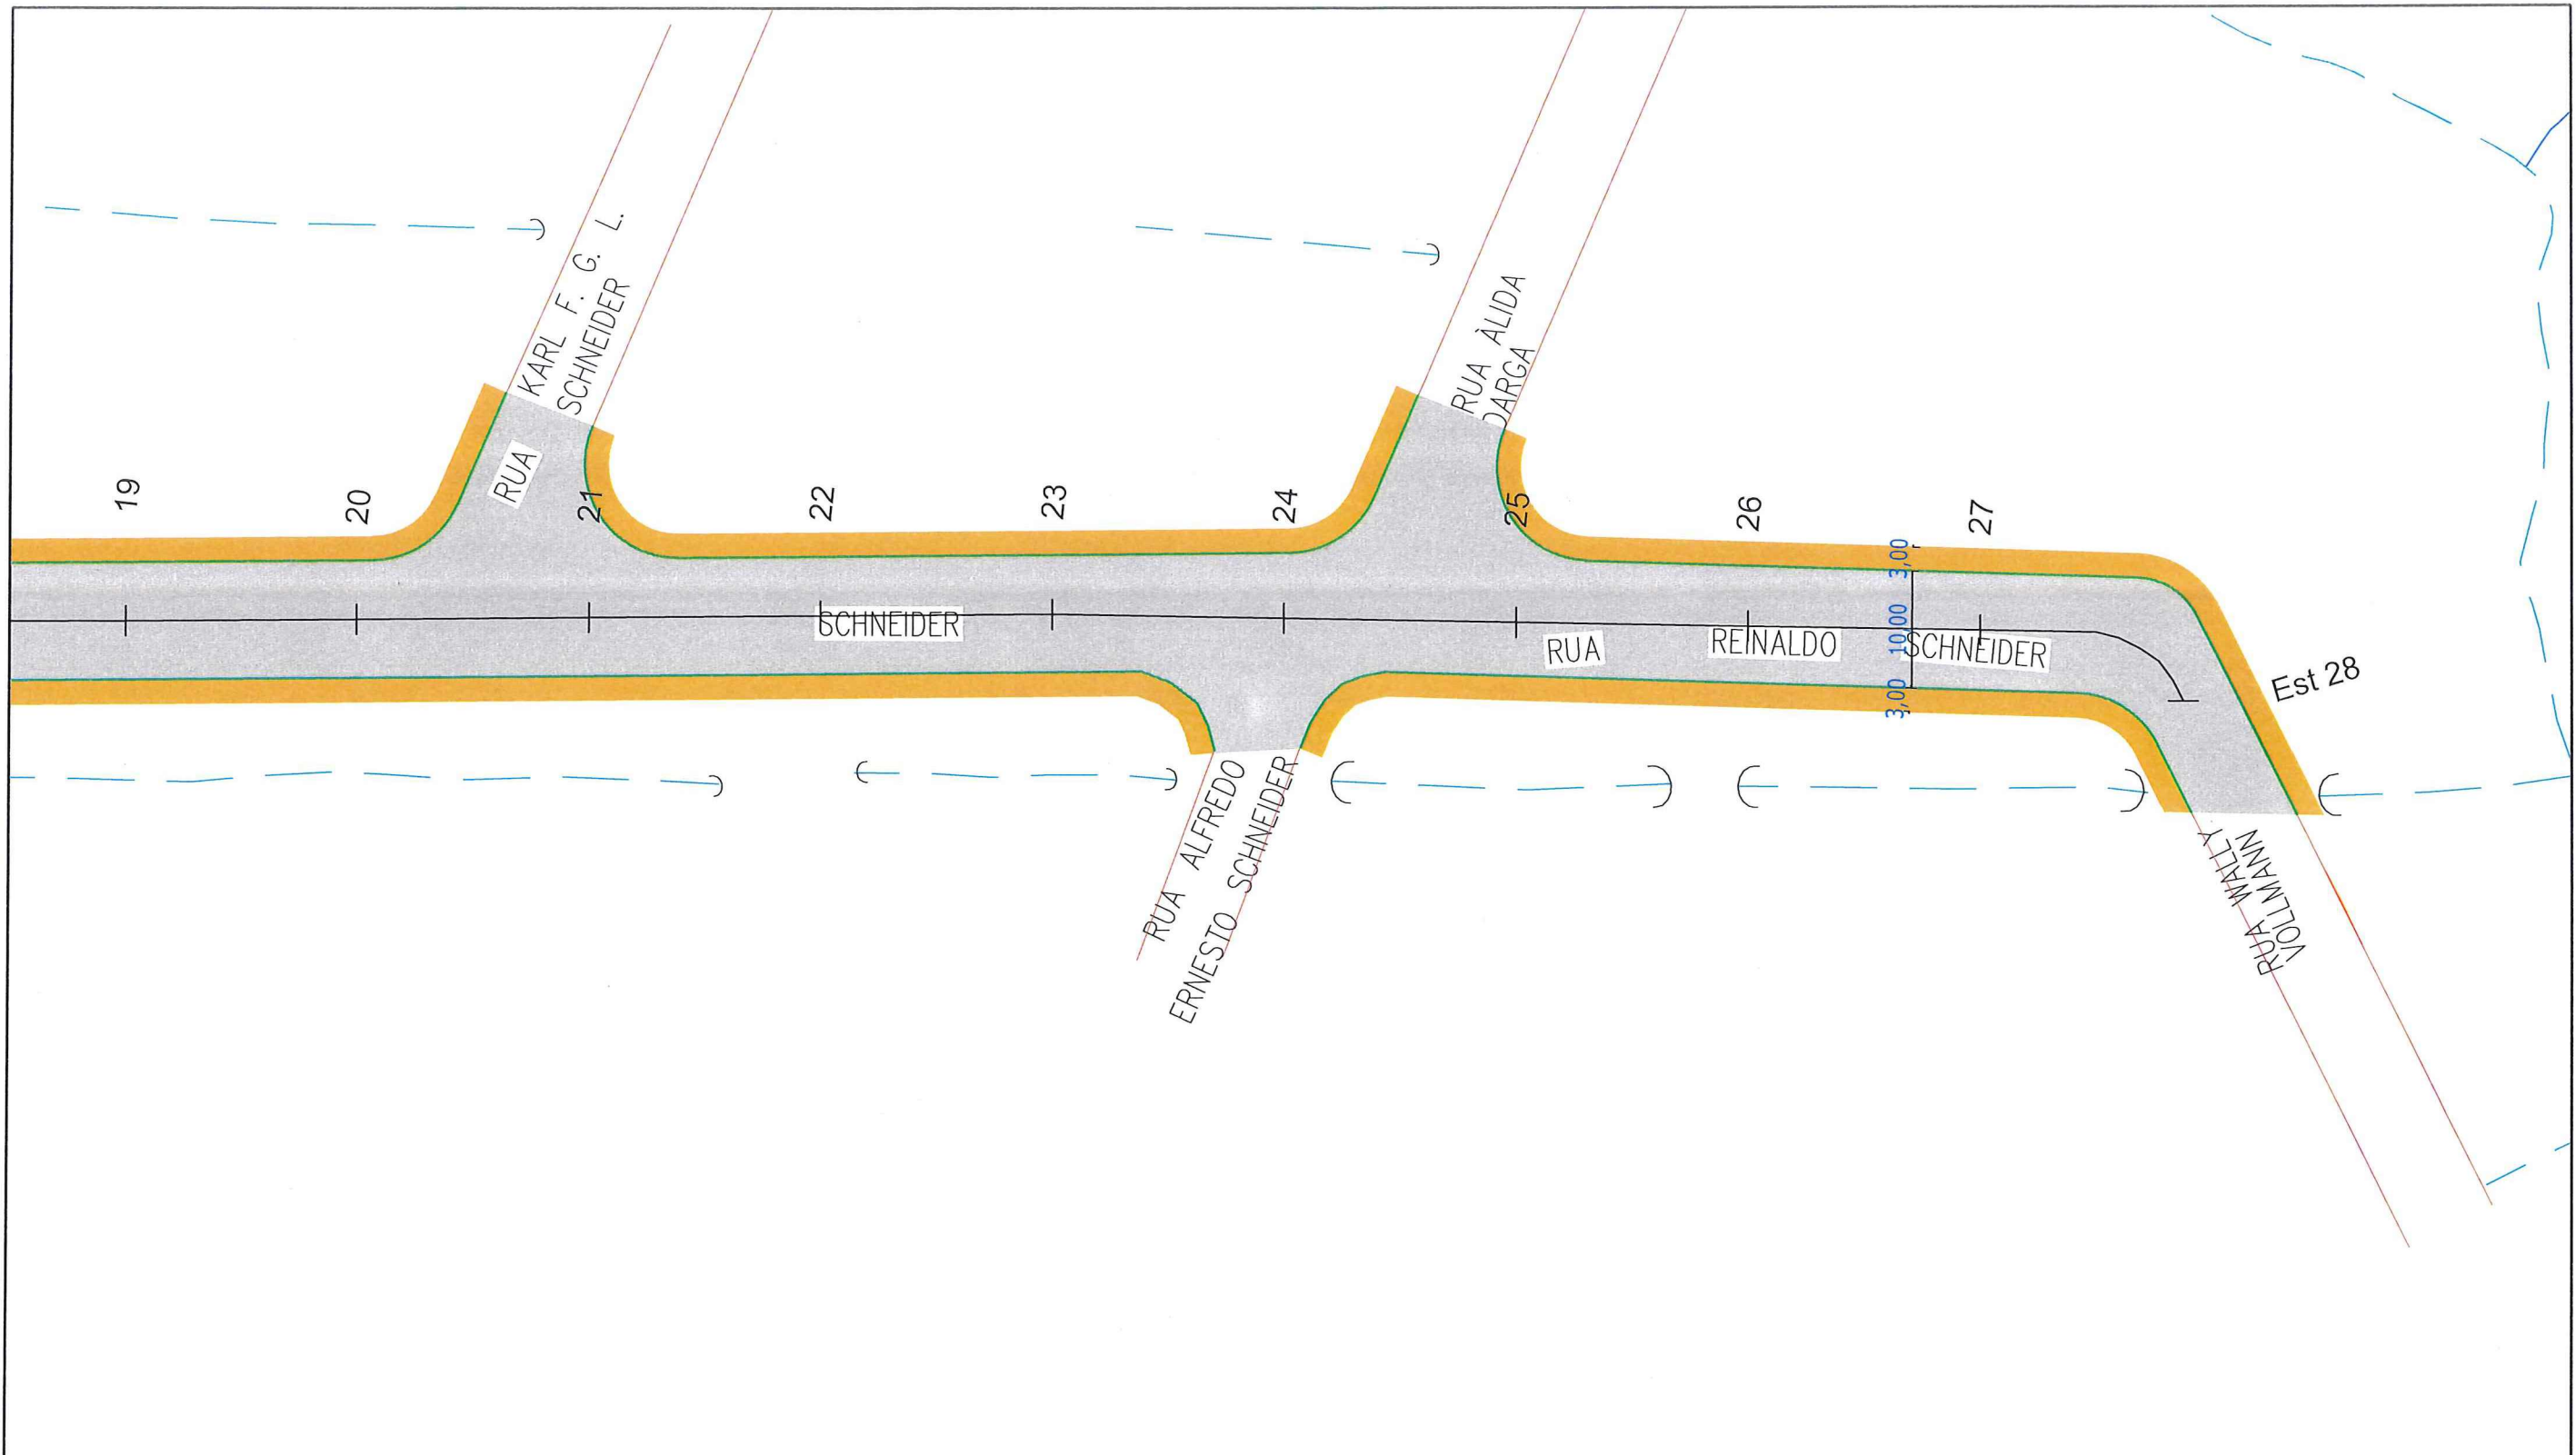 KARL F. G. L.
SCHNEIDER
RUA
RUA ÀLIDA
DARGA
19
20
21
22
23
24
25
26
27
3,00
10,00
3,00
SCHNEIDER
RUA
REINALDO
SCHNEIDER
Est 28
RUA ALFREDO
ERNESTO SCHNEIDER
RUA WALLY
VOLLMANN